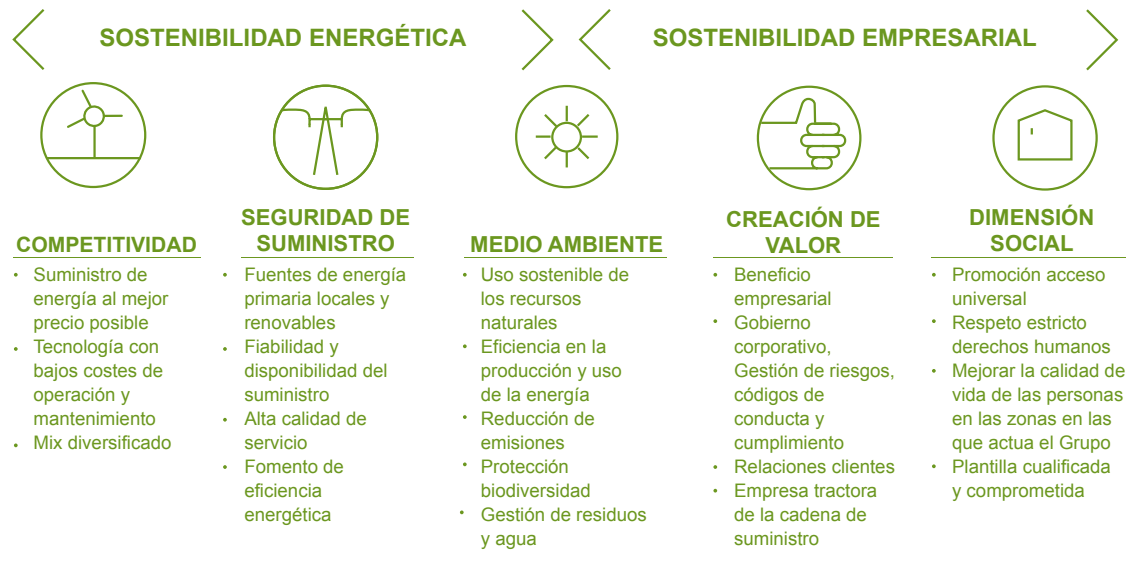 SOSTENIBILIDAD ENERGÉTICA
SOSTENIBILIDAD EMPRESARIAL
COMPETITIVIDAD
• Suministro de
energía al mejor
precio posible
• Tecnología con
bajos costes de
operación y
mantenimiento
• Mix diversificado
SEGURIDAD DE
SUMINISTRO
• Fuentes de energía
primaria locales y
renovables
• Fiabilidad y
disponibilidad del
suministro
• Alta calidad de
servicio
• Fomento de
eficiencia
energética
MEDIO AMBIENTE
• Uso sostenible de
los recursos
naturales
• Eficiencia en la
producción y uso
de la energía
• Reducción de
emisiones
• Protección
biodiversidad
• Gestión de residuos
y agua
CREACIÓN DE
VALOR
• Beneficio
empresarial
• Gobierno
corporativo,
Gestión de riesgos,
códigos de
conducta y
cumplimiento
• Relaciones clientes
• Empresa tractora
de la cadena de
suministro
DIMENSIÓN
SOCIAL
• Promoción acceso
universal
• Respeto estricto
derechos humanos
• Mejorar la calidad de
vida de las personas
en las zonas en las
que actua el Grupo
• Plantilla cualificada
y comprometida